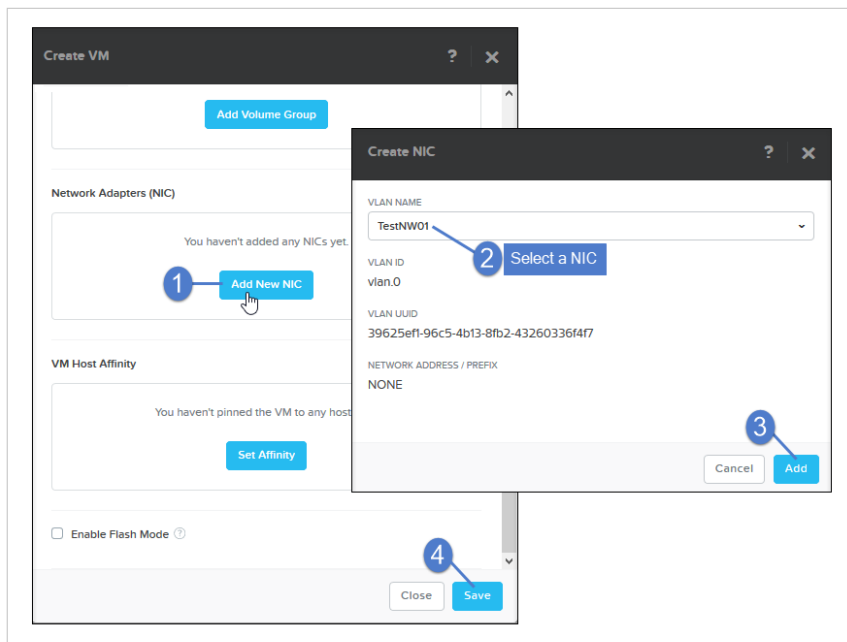 Create VM
?
×
Add Volume Group
Network Adapters (NIC)
You haven't added any NICs yet.
1
Add New NIC
VM Host Affinity
You haven't pinned the VM to any host
Set Affinity
Enable Flash Mode ?
4
Close
Save
Create NIC
?
×
VLAN NAME
TestNW01
2
Select a NIC
VLAN ID
vlan.0
VLAN UUID
39625ef1-96c5-4b13-8fb2-43260336f4f7
NETWORK ADDRESS / PREFIX
NONE
3
Cancel
Add